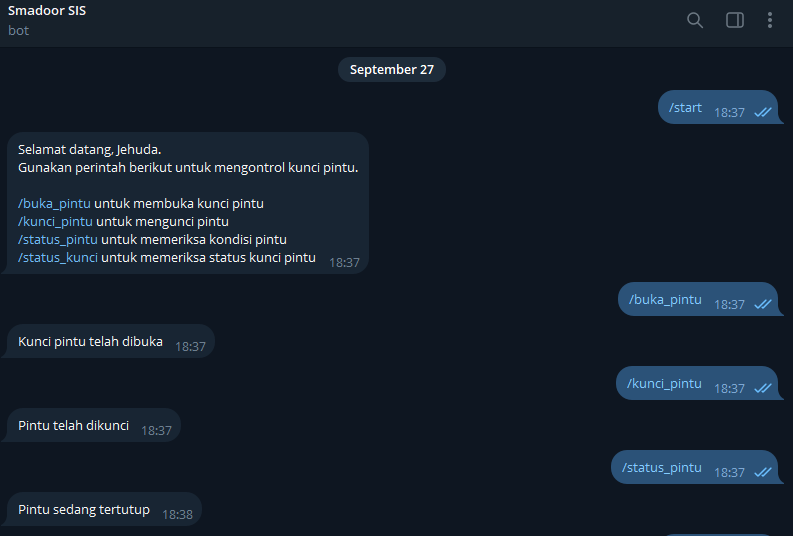 Smadoor SIS
bot
September 27
/start 18:37
Selamat datang, Jehuda.
Gunakan perintah berikut untuk mengontrol kunci pintu.
/buka_pintu untuk membuka kunci pintu
/kunci_pintu untuk mengunci pintu
/status_pintu untuk memeriksa kondisi pintu
/status_kunci untuk memeriksa status kunci pintu 18:37
/buka_pintu 18:37
Kunci pintu telah dibuka 18:37
/kunci_pintu 18:37
Pintu telah dikunci 18:37
/status_pintu 18:37
Pintu sedang tertutup 18:38